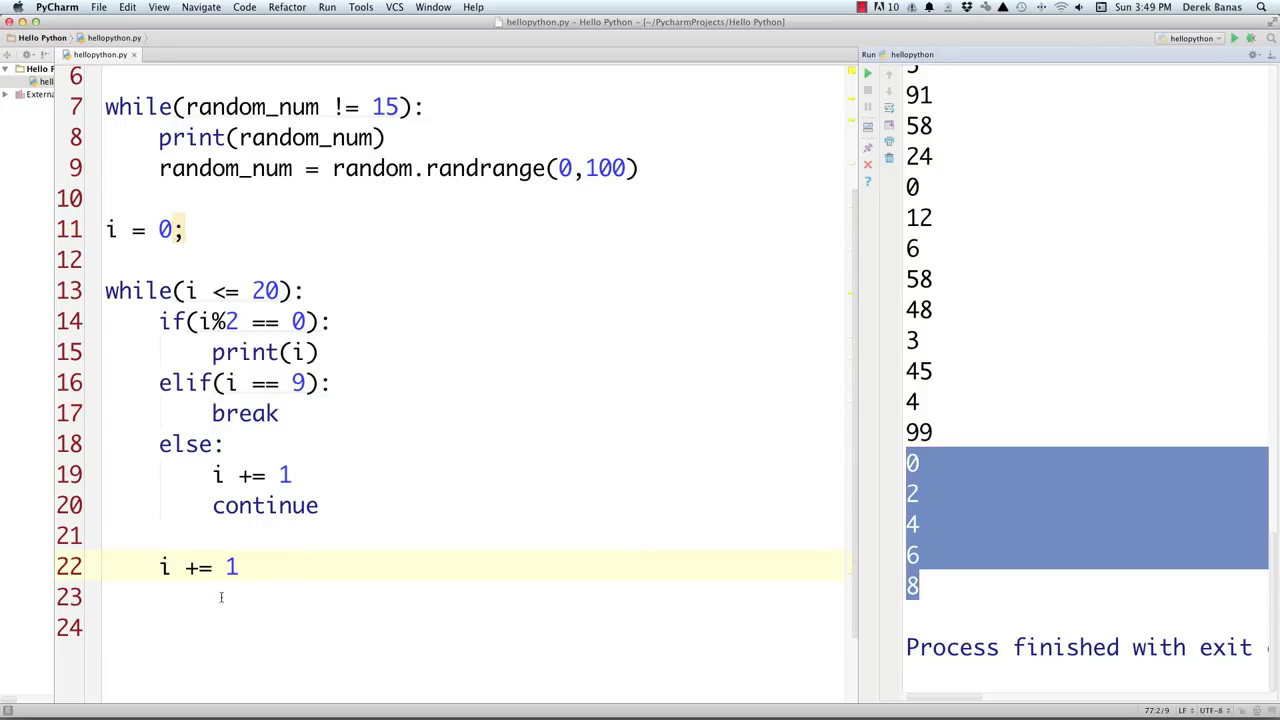 PyCharm File Edit View Navigate Code Refactor Run Tools VCS Window Help 10 Sun 3:49 PM Derek Banas
hellopython.py - Hello Python - [~/PycharmProjects/Hello Python]
Hello Python hellopython.py hellopython
hellopython.py Run hellopython
Hello P
hell
Extern
6
7 while(random_num != 15):
8 print(random_num)
9 random_num = random.randrange(0,100)
10
11 i = 0;
12
13 while(i <= 20):
14 if(i%2 == 0):
15 print(i)
16 elif(i == 9):
17 break
18 else:
19 i += 1
20 continue
21
22 i += 1
23
24
91
58
24
0
12
6
58
48
3
45
4
99
0
2
4
6
8
Process finished with exit
77:2/9 LF UTF-8